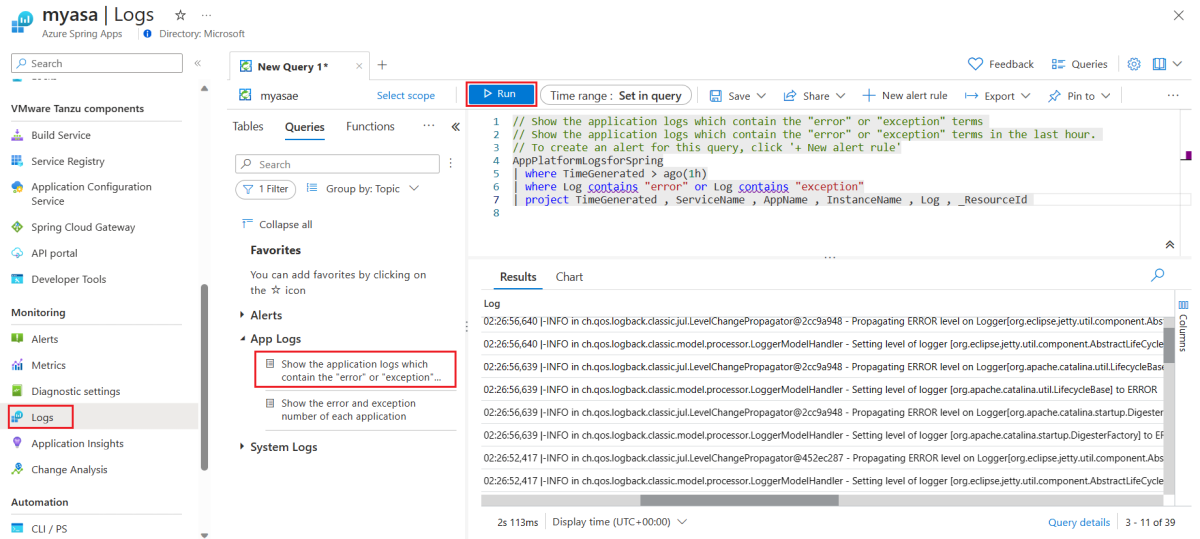 myasa | Logs
Azure Spring Apps
Directory: Microsoft
Search
VMware Tanzu components
Build Service
Service Registry
Application Configuration
Service
Spring Cloud Gateway
API portal
Developer Tools
Monitoring
Alerts
Metrics
Diagnostic settings
Logs
Application Insights
Change Analysis
Automation
CLI / PS
New Query 1*
Feedback
Queries
myasae
Select scope
Run
Time range : Set in query
Save
Share
New alert rule
Export
Pin to
Tables
Queries
Functions
Search
1 Filter
Group by: Topic
Collapse all
Favorites
You can add favorites by clicking on
the ☆ icon
Alerts
App Logs
Show the application logs which
contain the "error" or "exception"...
Show the error and exception
number of each application
System Logs
1 // Show the application logs which contain the "error" or "exception" terms
2 // Show the application logs which contain the "error" or "exception" terms in the last hour.
3 // To create an alert for this query, click '+ New alert rule'
4 AppPlatformLogsforSpring
5 | where TimeGenerated > ago(1h)
6 | where Log contains "error" or Log contains "exception"
7 | project TimeGenerated , ServiceName , AppName , InstanceName , Log , _ResourceId
8
Results
Chart
Log
02:26:56,640 |-INFO in ch.qos.logback.classic.jul.LevelChangePropagator@2cc9a948 - Propagating ERROR level on Logger[org.eclipse.jetty.util.component.Abs
02:26:56,640 |-INFO in ch.qos.logback.classic.model.processor.LoggerModelHandler - Setting level of logger [org.eclipse.jetty.util.component.AbstractLifeCycle
02:26:56,639 |-INFO in ch.qos.logback.classic.jul.LevelChangePropagator@2cc9a948 - Propagating ERROR level on Logger[org.apache.catalina.util.LifecycleBase
02:26:56,639 |-INFO in ch.qos.logback.classic.model.processor.LoggerModelHandler - Setting level of logger [org.apache.catalina.util.LifecycleBase] to ERROR
02:26:56,639 |-INFO in ch.qos.logback.classic.jul.LevelChangePropagator@2cc9a948 - Propagating ERROR level on Logger[org.apache.catalina.startup.Digester
02:26:56,639 |-INFO in ch.qos.logback.classic.model.processor.LoggerModelHandler - Setting level of logger [org.apache.catalina.startup.DigesterFactory] to
02:26:52,417 |-INFO in ch.qos.logback.classic.jul.LevelChangePropagator@452ec287 - Propagating ERROR level on Logger[org.eclipse.jetty.util.component.Abs
02:26:52,417 |-INFO in ch.qos.logback.classic.model.processor.LoggerModelHandler - Setting level of logger [org.eclipse.jetty.util.component.AbstractLifeCycle
Columns
2s 113ms
Display time (UTC+00:00)
Query details
3 - 11 of 39